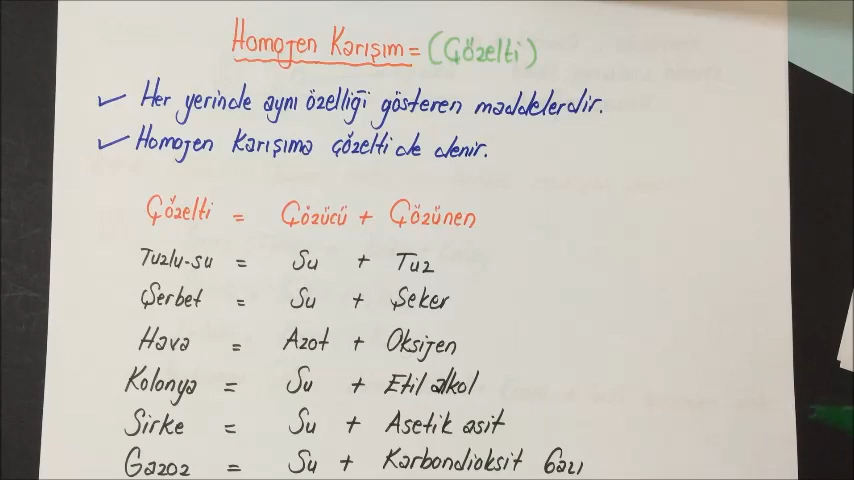 Homojen Karışım = (Çözelti)
✓ Her yerinde aynı özelliği gösteren maddelerdir.
✓ Homojen Karışıma çözelti de denir.
Çözelti = Çözücü + Çözünen
Tuzlu-su = Su + Tuz
Şerbet = Su + Şeker
Hava = Azot + Oksijen
Kolonya = Su + Etil alkol
Sirke = Su + Asetik asit
Gazoz = Su + Karbondioksit Gazı